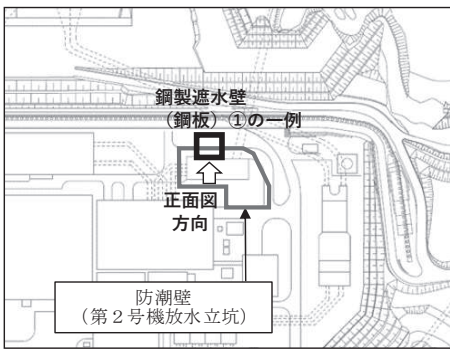 鋼製遮水壁
（鋼板）①の一例
正面図
方向
防潮壁
（第２号機放水立坑）